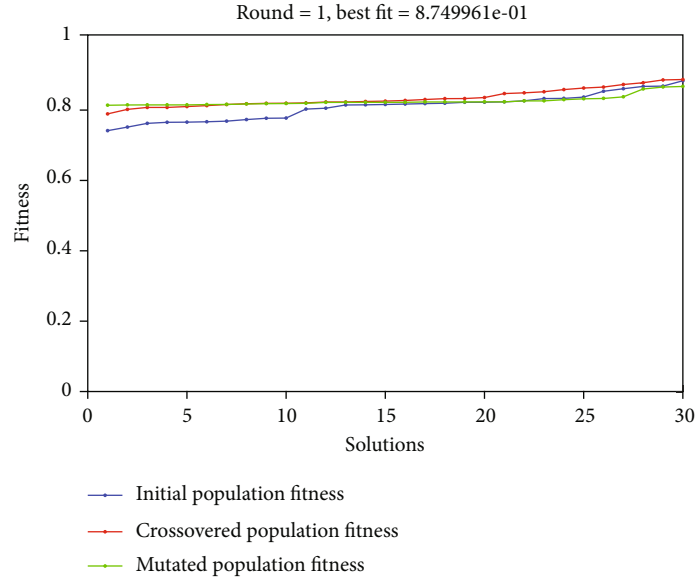 Round = 1, best fit = 8.749961e-01
1
0.8
0.6
0.4
0.2
0
Fitness
0 5 10 15 20 25 30
Solutions
Initial population fitness
Crossovered population fitness
Mutated population fitness